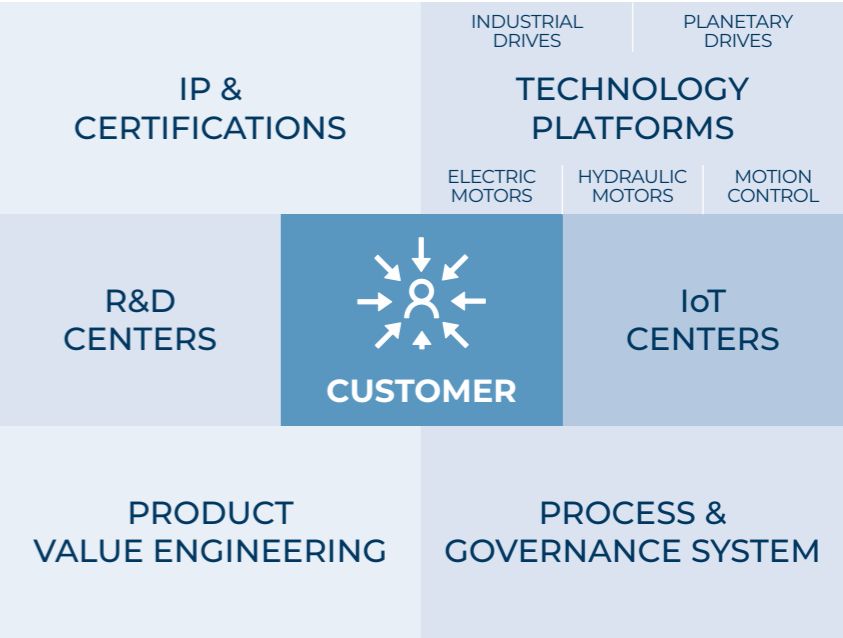 IP &
CERTIFICATIONS
INDUSTRIAL
DRIVES
PLANETARY
DRIVES
TECHNOLOGY
PLATFORMS
ELECTRIC
MOTORS
HYDRAULIC
MOTORS
MOTION
CONTROL
R&D
CENTERS
CUSTOMER
IoT
CENTERS
PRODUCT
VALUE ENGINEERING
PROCESS &
GOVERNANCE SYSTEM